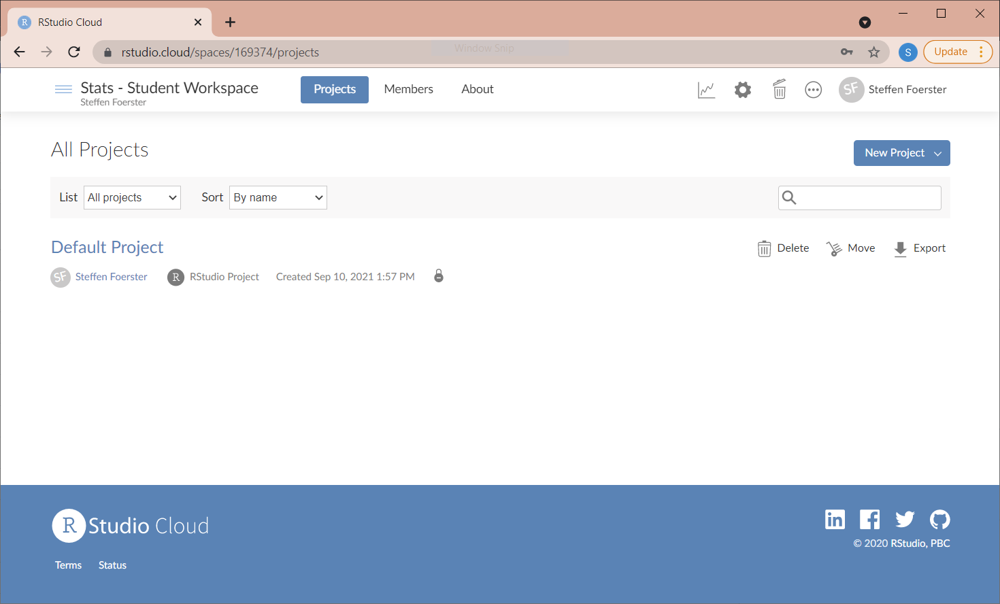 R RStudio Cloud
rstudio.cloud/spaces/169374/projects
Window Snip
S
Update
Stats - Student Workspace
Steffen Foerster
Projects
Members
About
SF Steffen Foerster
All Projects
New Project
List All projects
Sort By name
Default Project
Delete
Move
Export
SF Steffen Foerster
R RStudio Project
Created Sep 10, 2021 1:57 PM
R Studio Cloud
in
© 2020 RStudio, PBC
Terms
Status